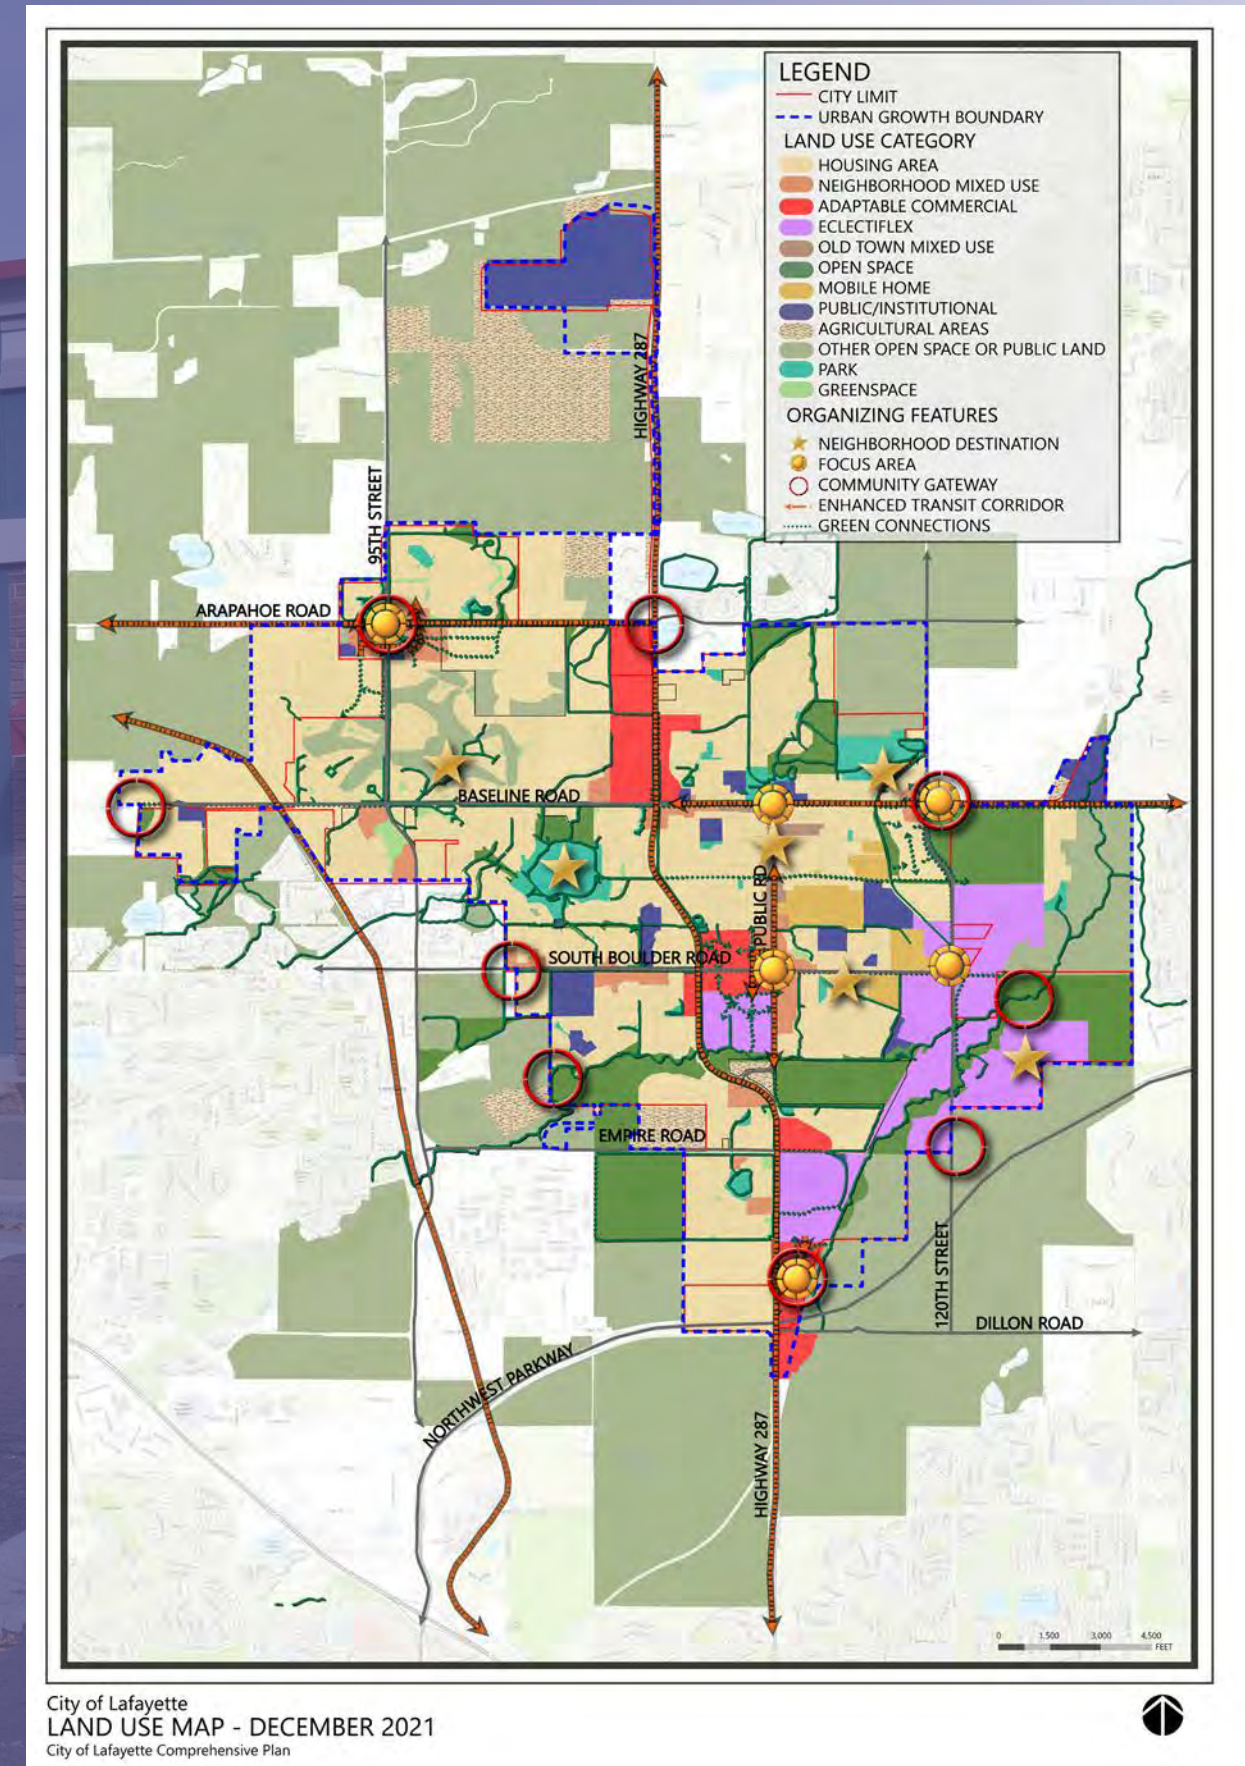 LEGEND
CITY LIMIT
URBAN GROWTH BOUNDARY
LAND USE CATEGORY
HOUSING AREA
NEIGHBORHOOD MIXED USE
ADAPTABLE COMMERCIAL
ECLECTIFLEX
OLD TOWN MIXED USE
OPEN SPACE
MOBILE HOME
PUBLIC/INSTITUTIONAL
AGRICULTURAL AREAS
OTHER OPEN SPACE OR PUBLIC LAND
PARK
GREENSPACE
ORGANIZING FEATURES
NEIGHBORHOOD DESTINATION
FOCUS AREA
COMMUNITY GATEWAY
ENHANCED TRANSIT CORRIDOR
GREEN CONNECTIONS
HIGHWAY 287
95TH STREET
ARAPAHOE ROAD
BASELINE ROAD
PUBLIC RD
SOUTH BOULDER ROAD
EMPIRE ROAD
120TH STREET
DILLON ROAD
NORTHWEST PARKWAY
HIGHWAY 287
0 1,500 3,000 4,500
FEET
City of Lafayette
LAND USE MAP - DECEMBER 2021
City of Lafayette Comprehensive Plan